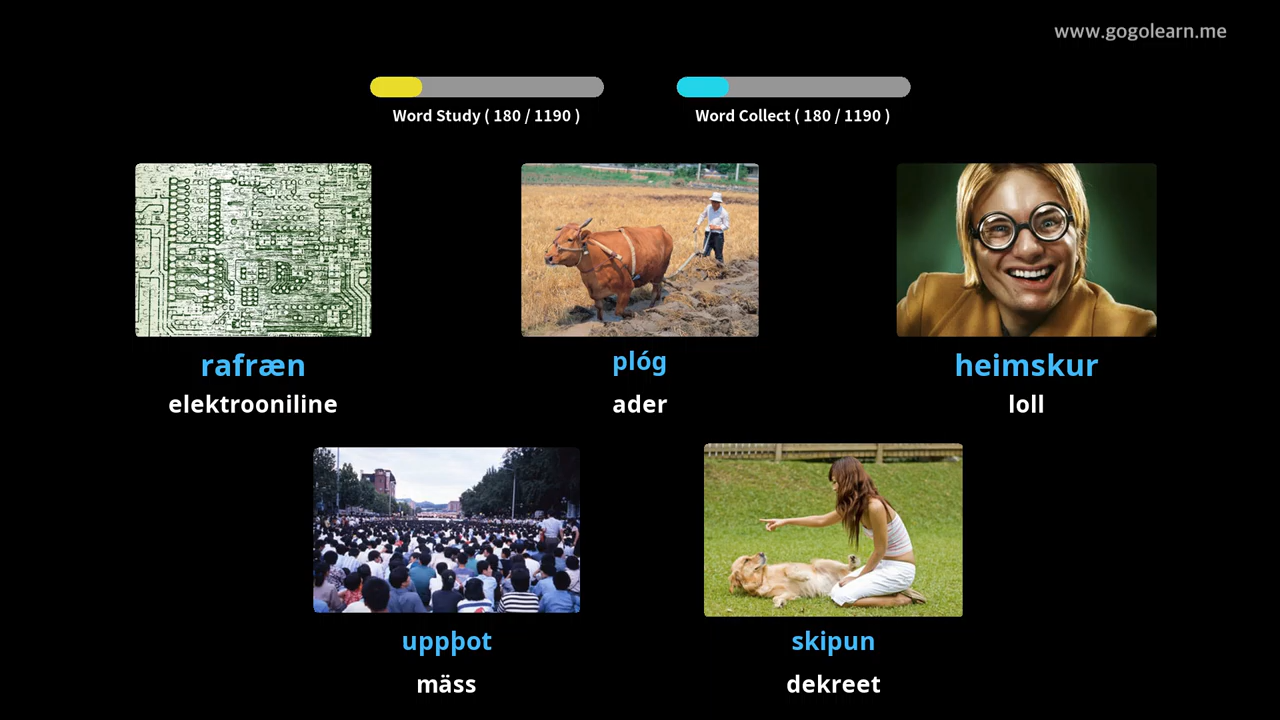 www.gogolearn.me
Word Study ( 180 / 1190 )
Word Collect ( 180 / 1190 )
rafræn
elektrooniline
plóg
ader
heimskur
loll
uppþot
mäss
skipun
dekreet